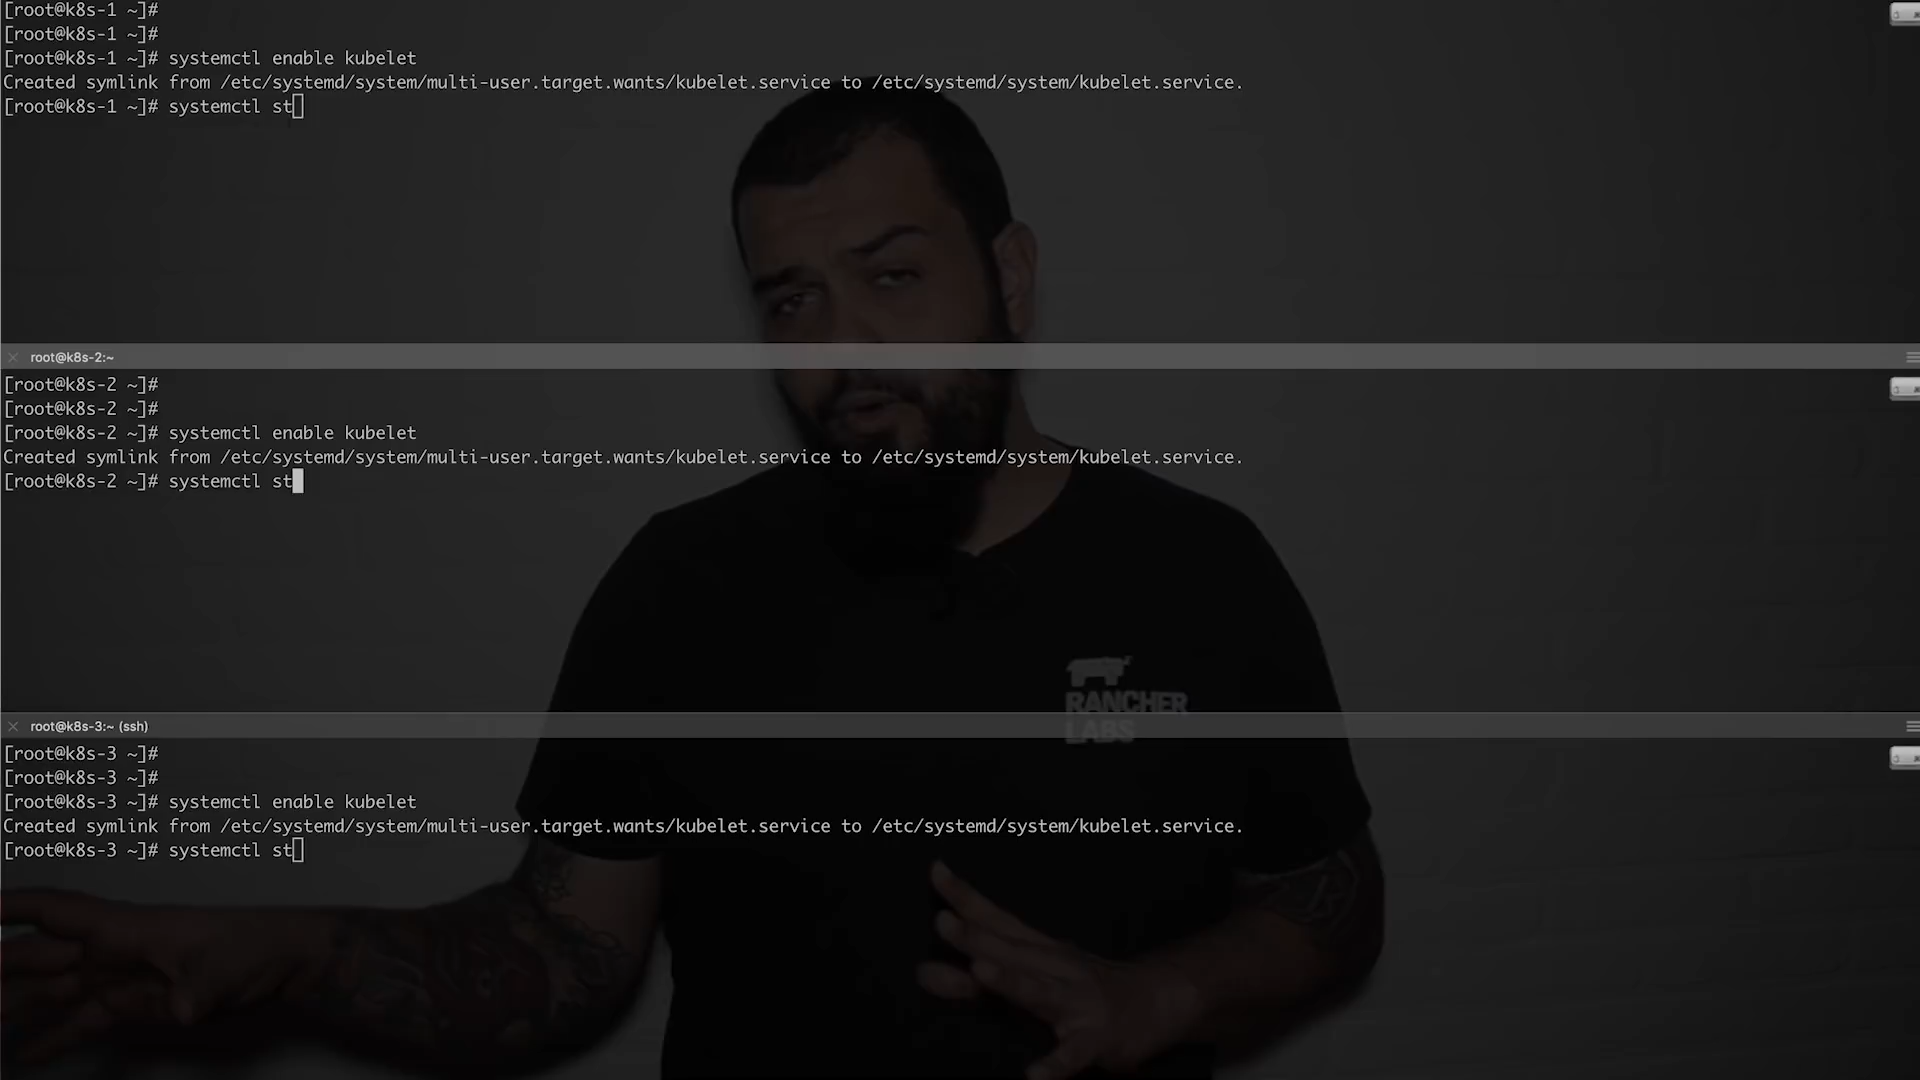 [root@k8s-1 ~]#
[root@k8s-1 ~]#
[root@k8s-1 ~]# systemctl enable kubelet
Created symlink from /etc/systemd/system/multi-user.target.wants/kubelet.service to /etc/systemd/system/kubelet.service.
[root@k8s-1 ~]# systemctl st
root@k8s-2:~
[root@k8s-2 ~]#
[root@k8s-2 ~]#
[root@k8s-2 ~]# systemctl enable kubelet
Created symlink from /etc/systemd/system/multi-user.target.wants/kubelet.service to /etc/systemd/system/kubelet.service.
[root@k8s-2 ~]# systemctl st
RANCHER
LABS
root@k8s-3:~ (ssh)
[root@k8s-3 ~]#
[root@k8s-3 ~]#
[root@k8s-3 ~]# systemctl enable kubelet
Created symlink from /etc/systemd/system/multi-user.target.wants/kubelet.service to /etc/systemd/system/kubelet.service.
[root@k8s-3 ~]# systemctl st